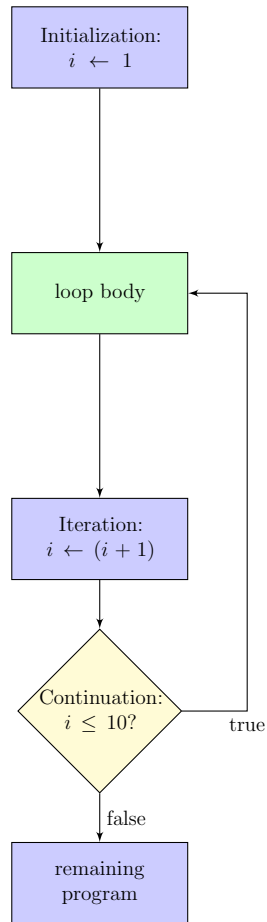 Initialization:
i ← 1
loop body
Iteration:
i ← (i + 1)
Continuation:
i ≤ 10?
true
false
remaining
program